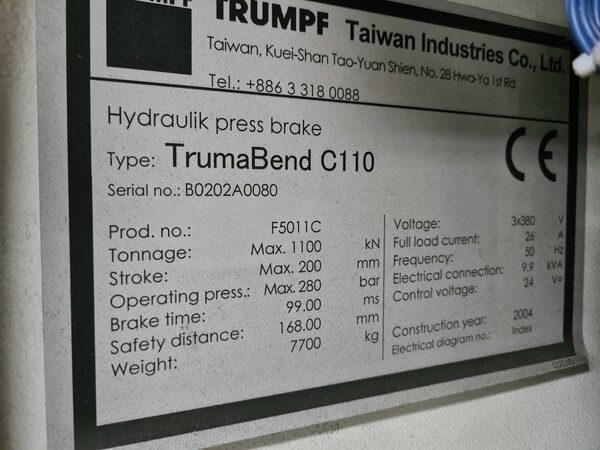 TRUMPF Taiwan Industries Co., Ltd.
Taiwan, Kuei-Shan Tao-Yuan Shien, No. 28 Hwa-Ya 1st Rd.
Tel.: +886 3 318 0088
Hydraulik press brake
Type: TrumaBend C110
CE
Serial no.: B0202A0080
Prod. no.: F5011C
Tonnage: Max. 1100 kN
Stroke: Max. 200 mm
Operating press.: Max. 280 bar
Brake time: 99.00 ms
Safety distance: 168.00 mm
Weight: 7700 kg
Voltage: 3x380 V
Full load current: 26 A
Frequency: 50 Hz
Electrical connection: 9.9 kVA
Control voltage: 24 V=
Construction year: 2004
Electrical diagram no.: Index